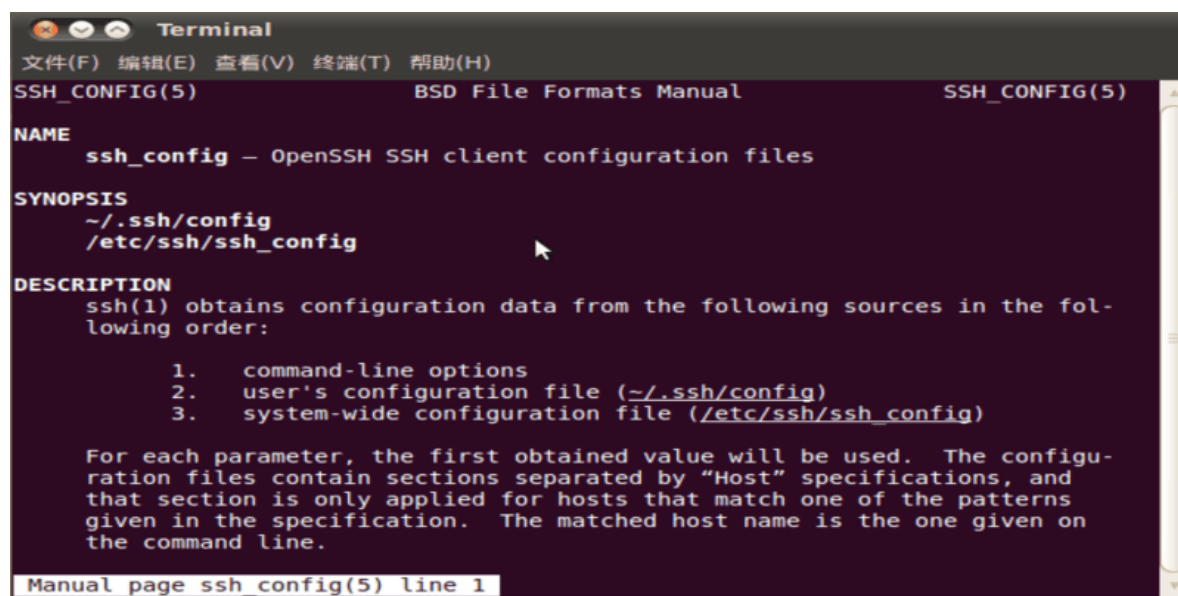 Terminal
文件(F) 编辑(E) 查看(V) 终端(T) 帮助(H)
SSH_CONFIG(5) BSD File Formats Manual SSH_CONFIG(5)
NAME
ssh_config — OpenSSH SSH client configuration files
SYNOPSIS
~/.ssh/config
/etc/ssh/ssh_config
DESCRIPTION
ssh(1) obtains configuration data from the following sources in the fol-
lowing order:
1. command-line options
2. user's configuration file (~/.ssh/config)
3. system-wide configuration file (/etc/ssh/ssh_config)
For each parameter, the first obtained value will be used. The configu-
ration files contain sections separated by “Host” specifications, and
that section is only applied for hosts that match one of the patterns
given in the specification. The matched host name is the one given on
the command line.
Manual page ssh_config(5) line 1